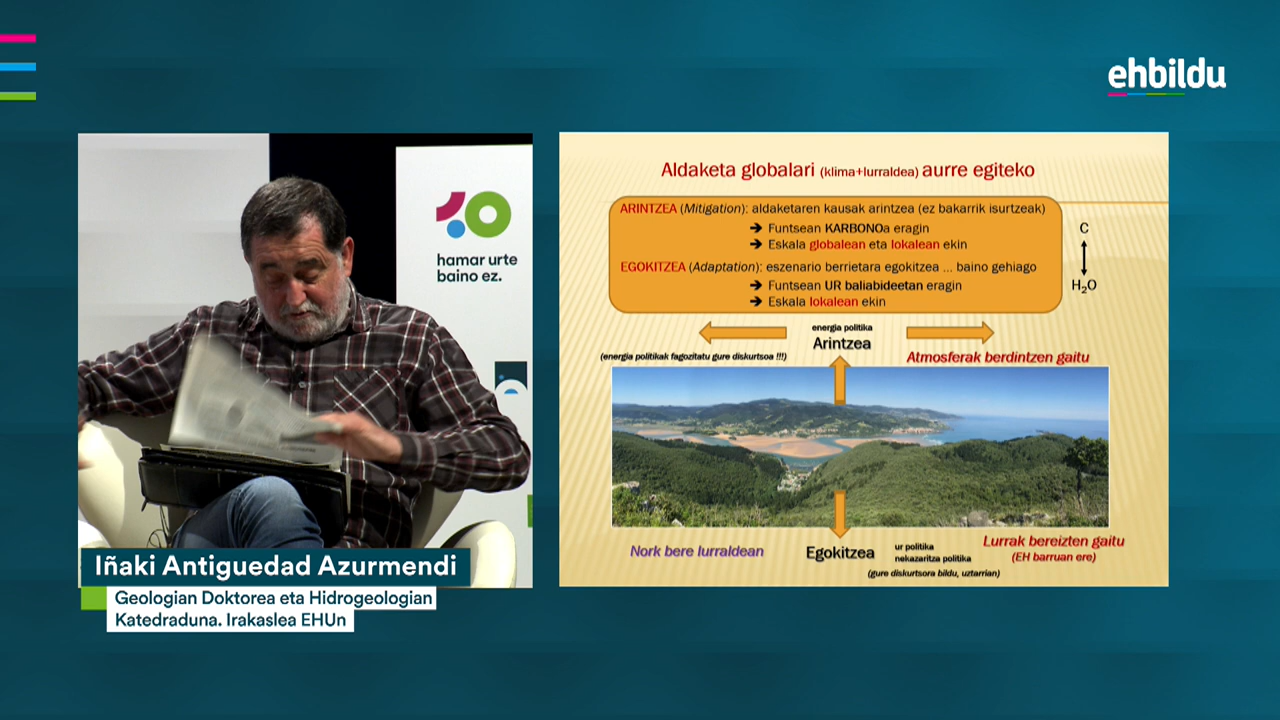 ehbildu
hamar urte
baino ez.
Iñaki Antiguedad Azurmendi
Geologian Doktorea eta Hidrogeologian
Katedraduna. Irakaslea EHUn
Aldaketa globalari (klima+lurraldea) aurre egiteko
ARINTZEA (Mitigation): aldaketaren kausak arintzea (ez bakarrik isurtzeak)
➔ Funtsean KARBONOa eragin
➔ Eskala globalean eta lokalean ekin
EGOKITZEA (Adaptation): eszenario berrietara egokitzea ... baino gehiago
➔ Funtsean UR baliabideetan eragin
➔ Eskala lokalean ekin
C
H₂O
energia politika
Arintzea
(energia politikak fagozitatu gure diskurtsoa !!!)
Atmosferak berdintzen gaitu
Nork bere lurraldean
Egokitzea
ur politika
nekazaritza politika
(gure diskurtsora bildu, uztarrian)
Lurrak bereizten gaitu
(EH barruan ere)